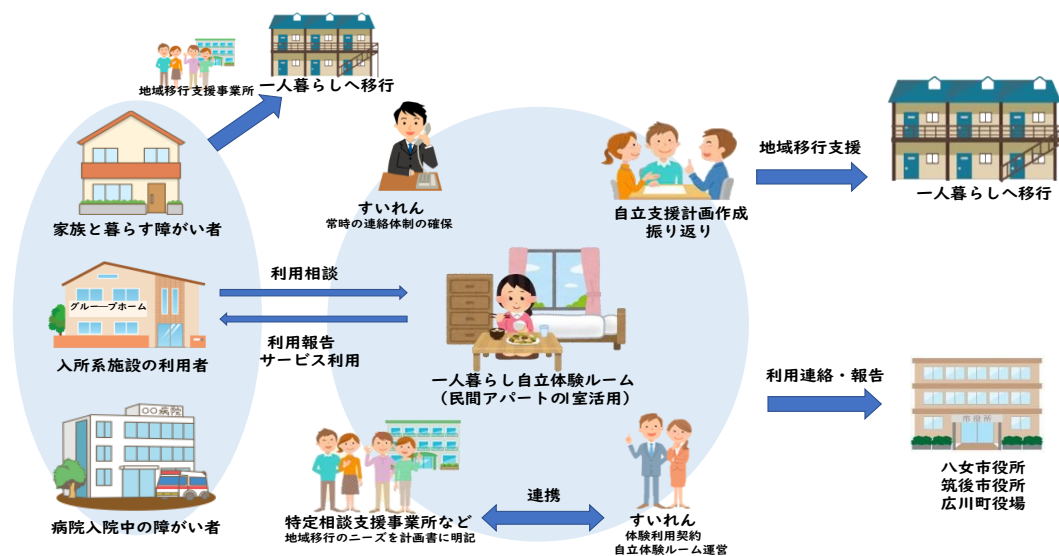 地域移行支援事業所
一人暮らしへ移行
家族と暮らす障がい者
グループホーム
入所系施設の利用者
〇〇病院
病院入院中の障がい者
すいれん
常時の連絡体制の確保
利用相談
利用報告
サービス利用
自立支援計画作成
振り返り
一人暮らし自立体験ルーム
（民間アパートの1室活用）
特定相談支援事業所など
地域移行のニーズを計画書に明記
連携
すいれん
体験利用契約
自立体験ルーム運営
地域移行支援
一人暮らしへ移行
利用連絡・報告
市役所
八女市役所
筑後市役所
広川町役場